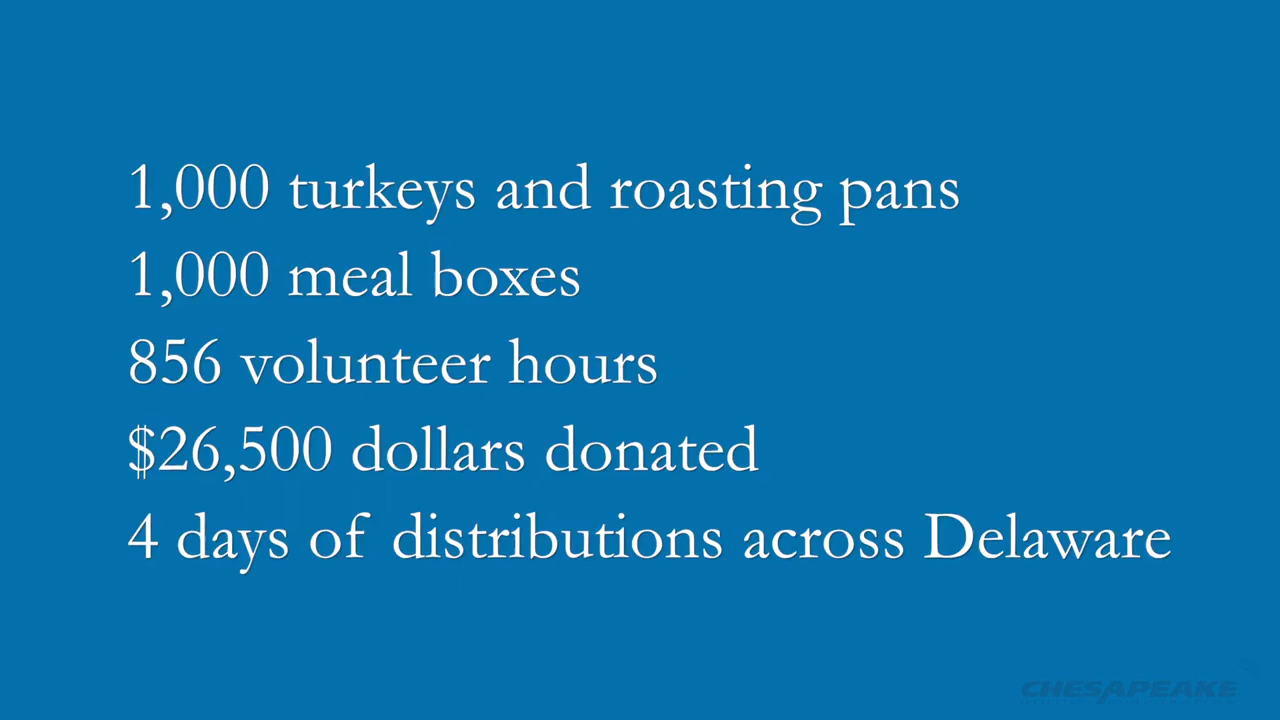 1,000 turkeys and roasting pans
1,000 meal boxes
856 volunteer hours
$26,500 dollars donated
4 days of distributions across Delaware
CHESAPEAKE